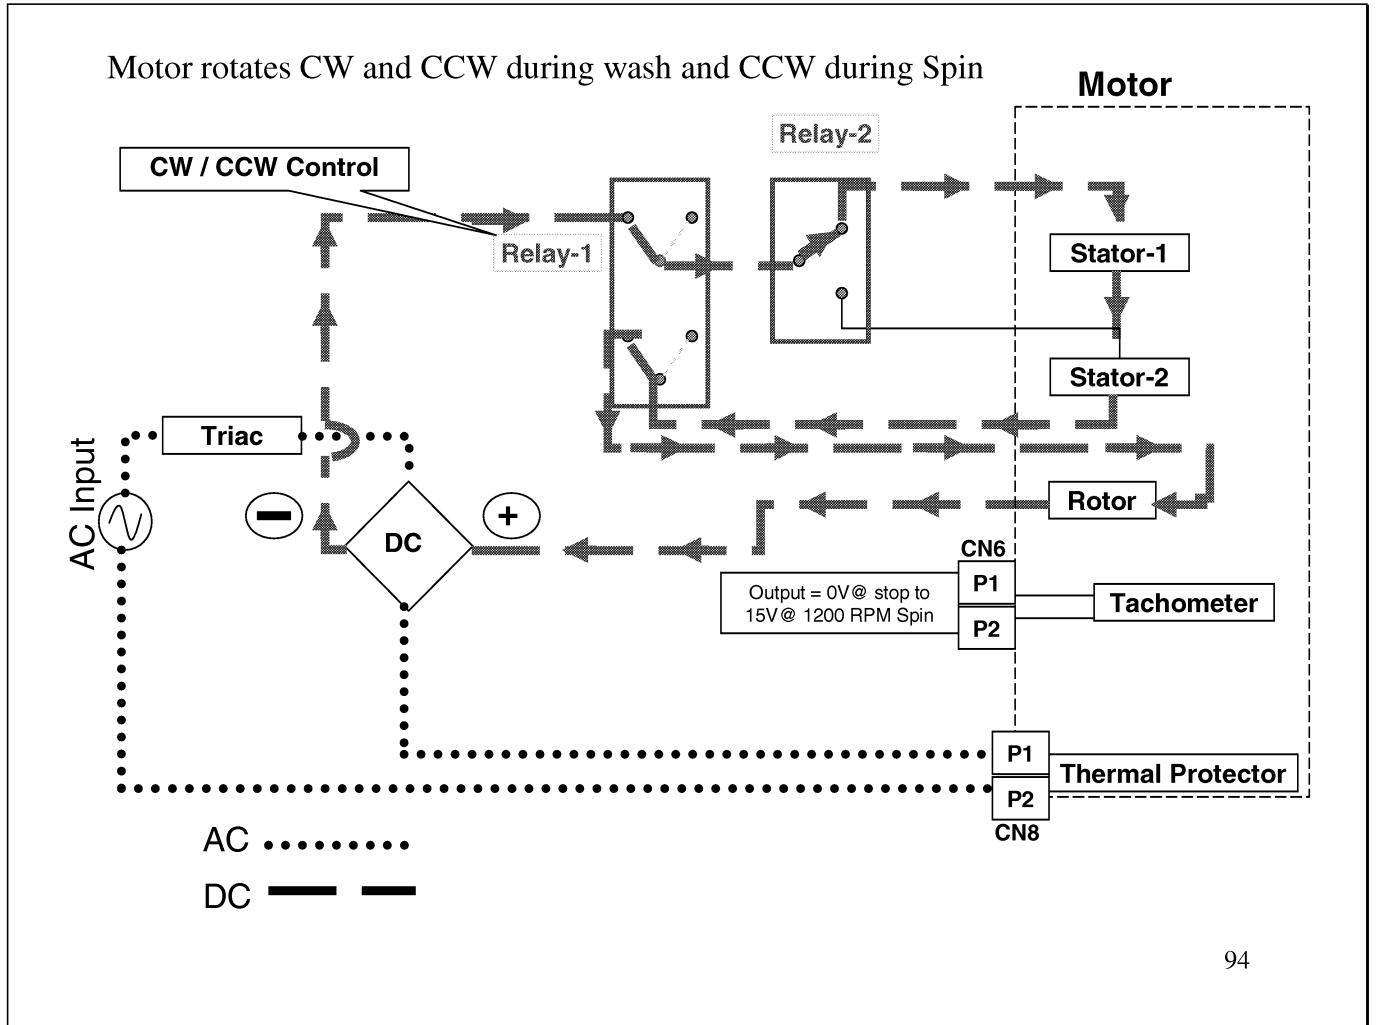 Motor rotates CW and CCW during wash and CCW during Spin
Motor
Relay-2
CW / CCW Control
Relay-1
Stator-1
Stator-2
Triac
AC Input
Rotor
+
DC
CN6
P1
Output = 0V@ stop to
15V@ 1200 RPM Spin
Tachometer
P2
P1
Thermal Protector
P2
CN8
AC
DC
94